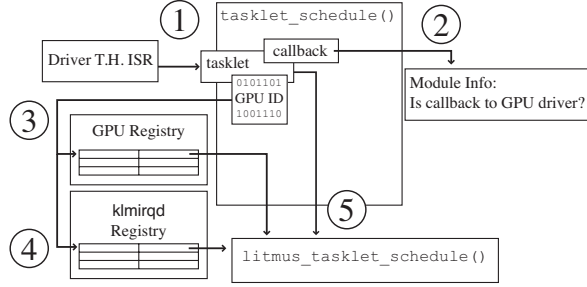 1
tasklet_schedule()
2
callback
Driver T.H. ISR
tasklet
0101101
GPU ID
1001110
Module Info:
Is callback to GPU driver?
3
GPU Registry
klmirqd
Registry
5
4
litmus_tasklet_schedule()